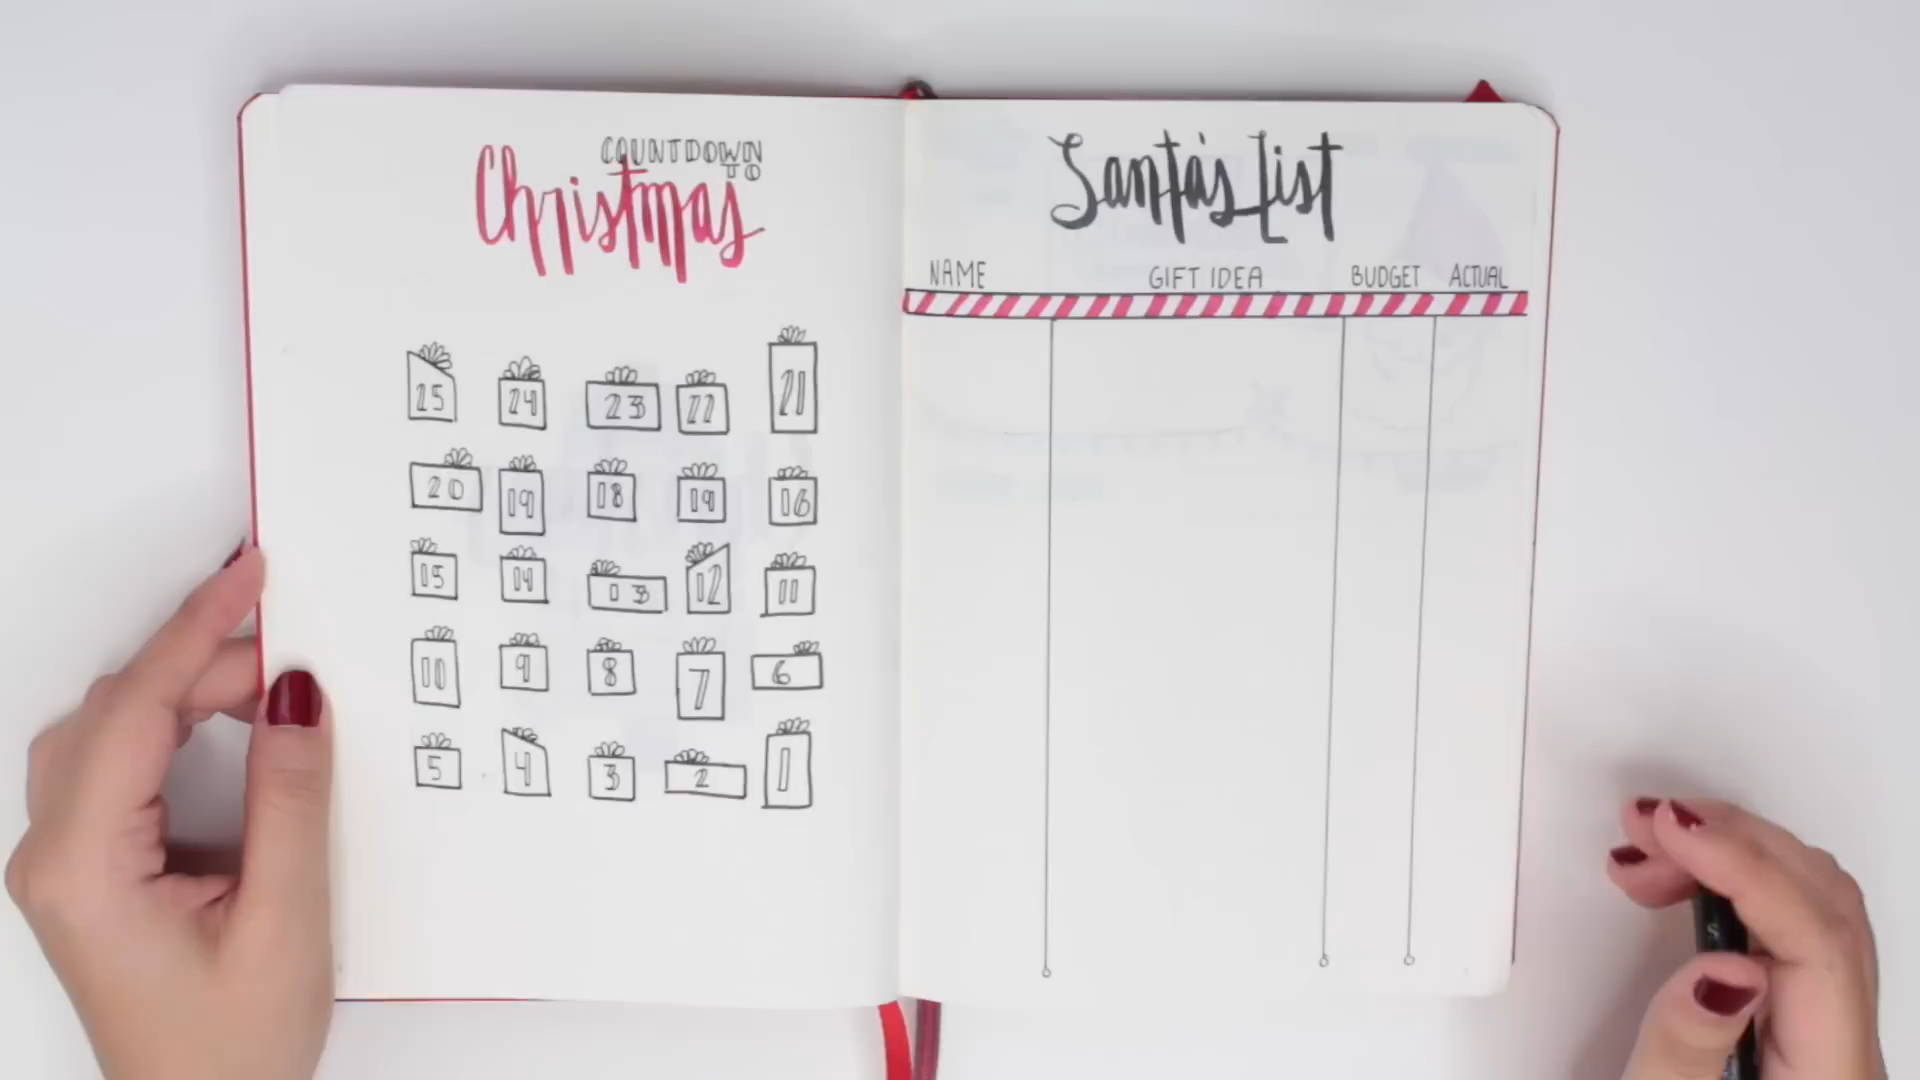 COUNTDOWN
TO
Christmas
25 24 23 22 21
20 19 18 19 16
15 14 13 12 11
10 9 8 7 6
5 4 3 2 1
Santa's List
NAME GIFT IDEA BUDGET ACTUAL